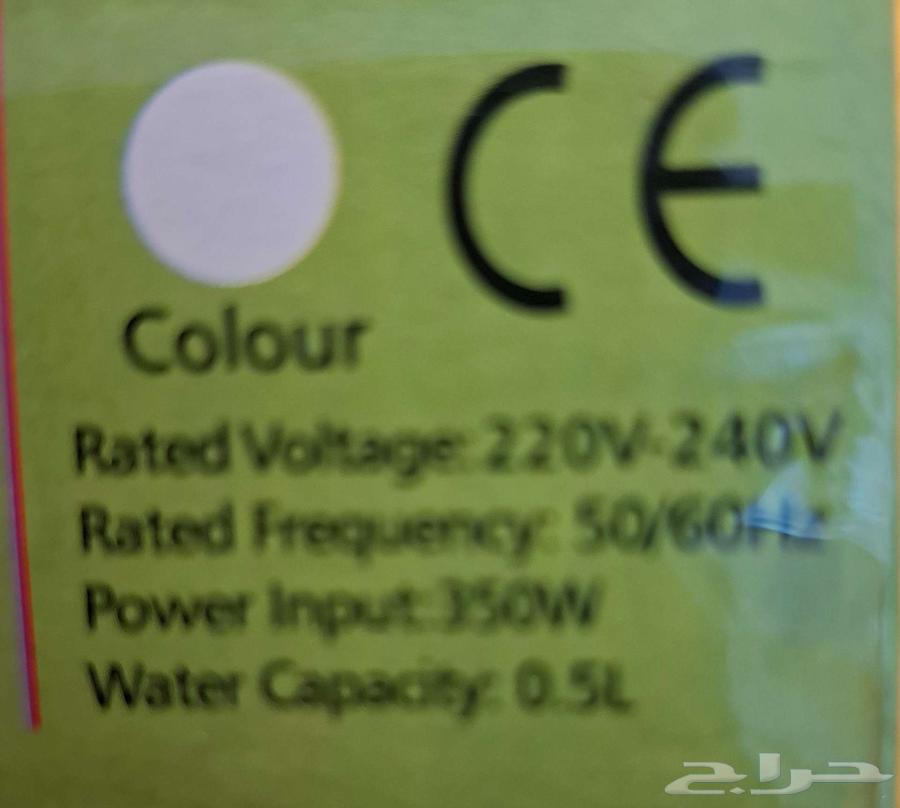 CE
Colour
Rated Voltage: 220V-240V
Rated Frequency: 50/60Hz
Power Input: 350W
Water Capacity: 0.5L
حراج